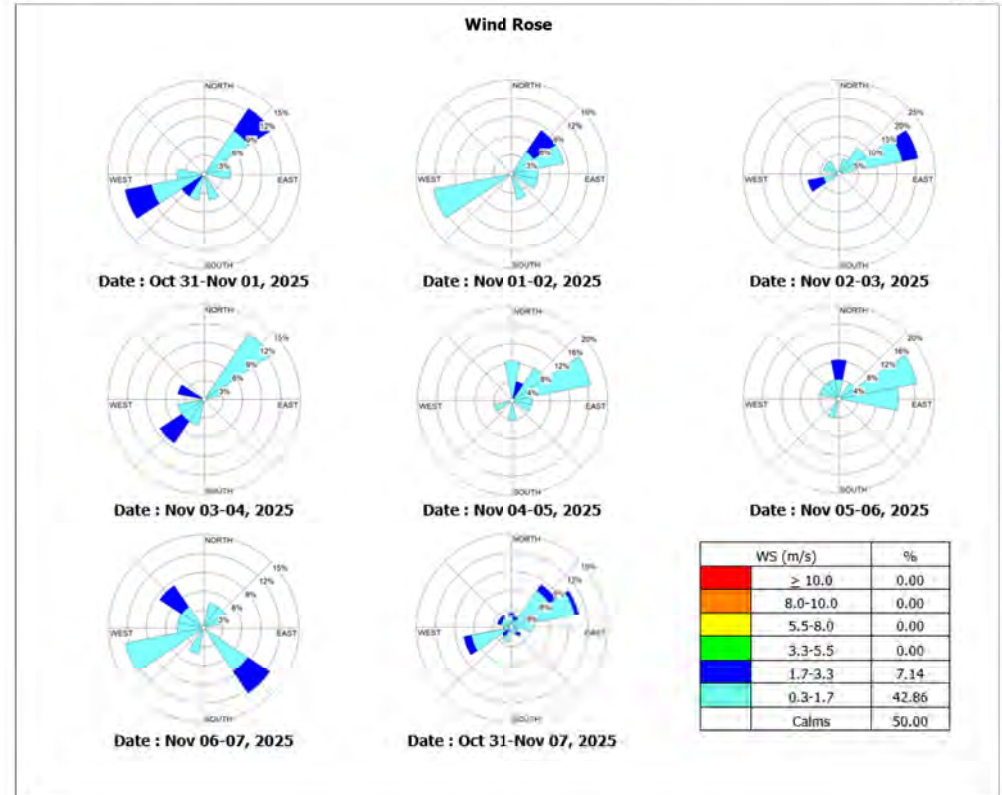 Wind Rose
NORTH
15%
12%
9%
6%
3%
WEST
EAST
SOUTH
Date : Oct 31-Nov 01, 2025
NORTH
12%
3%
WEST
EAST
SOUTH
Date : Nov 01-02, 2025
NORTH
25%
20%
15%
10%
5%
WEST
EAST
SOUTH
Date : Nov 02-03, 2025
NORTH
15%
12%
9%
6%
3%
WEST
EAST
SOUTH
Date : Nov 03-04, 2025
NORTH
20%
16%
12%
8%
4%
WEST
EAST
SOUTH
Date : Nov 04-05, 2025
NORTH
20%
16%
12%
8%
4%
WEST
EAST
SOUTH
Date : Nov 05-06, 2025
NORTH
15%
12%
9%
6%
3%
WEST
EAST
SOUTH
Date : Nov 06-07, 2025
NORTH
15%
12%
WEST
EAST
SOUTH
Date : Oct 31-Nov 07, 2025
WS (m/s) %
≥ 10.0 0.00
8.0-10.0 0.00
5.5-8.0 0.00
3.3-5.5 0.00
1.7-3.3 7.14
0.3-1.7 42.86
Calms 50.00